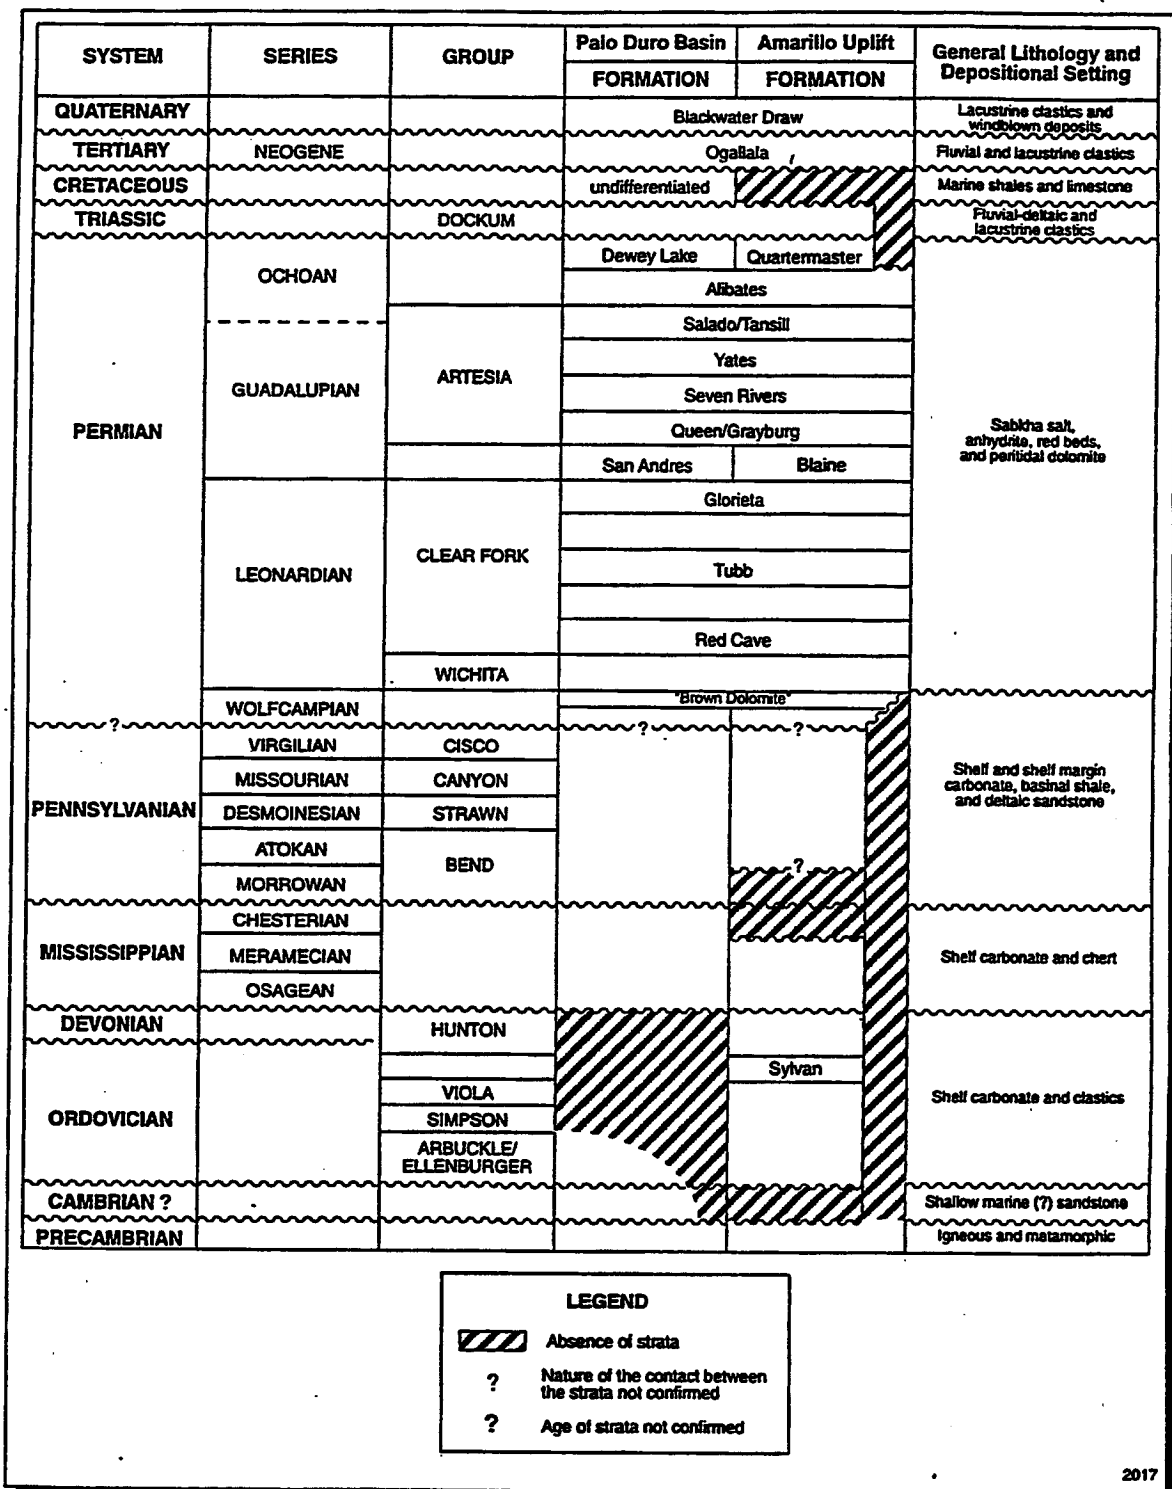 SYSTEM
SERIES
GROUP
Palo Duro Basin
FORMATION
Amarillo Uplift
FORMATION
General Lithology and
Depositional Setting
QUATERNARY
Blackwater Draw
Lacustrine clastics and
windblown deposits
TERTIARY
NEOGENE
Ogallala
Fluvial and lacustrine clastics
CRETACEOUS
undifferentiated
Marine shales and limestone
TRIASSIC
DOCKUM
Fluvial-deltaic and
lacustrine clastics
PERMIAN
OCHOAN
Dewey Lake
Quartermaster
Alibates
GUADALUPIAN
ARTESIA
Salado/Tansill
Yates
Seven Rivers
Queen/Grayburg
San Andres
Blaine
Sabkha salt,
anhydrite, red beds,
and peritidal dolomite
LEONARDIAN
CLEAR FORK
Glorieta
Tubb
Red Cave
WICHITA
WOLFCAMPIAN
"Brown Dolomite"
?
?
?
PENNSYLVANIAN
VIRGILIAN
CISCO
MISSOURIAN
CANYON
DESMOINESIAN
STRAWN
ATOKAN
BEND
MORROWAN
?
Shelf and shelf margin
carbonate, basinal shale,
and deltaic sandstone
MISSISSIPPIAN
CHESTERIAN
MERAMECIAN
OSAGEAN
Shelf carbonate and chert
DEVONIAN
HUNTON
Sylvan
ORDOVICIAN
VIOLA
SIMPSON
ARBUCKLE/
ELLENBURGER
Shelf carbonate and clastics
CAMBRIAN ?
Shallow marine (?) sandstone
PRECAMBRIAN
Igneous and metamorphic
LEGEND
Absence of strata
? Nature of the contact between
the strata not confirmed
? Age of strata not confirmed
2017